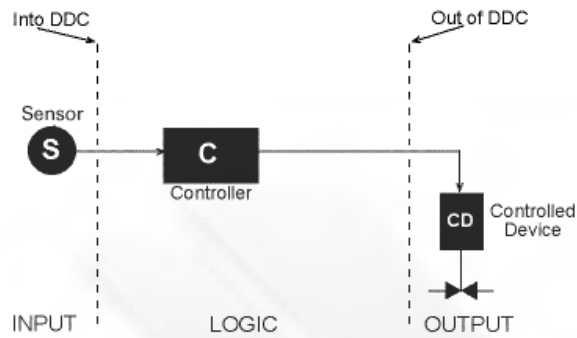 Into DDC
Out of DDC
Sensor
S
C
Controller
CD
Controlled
Device
INPUT
LOGIC
OUTPUT